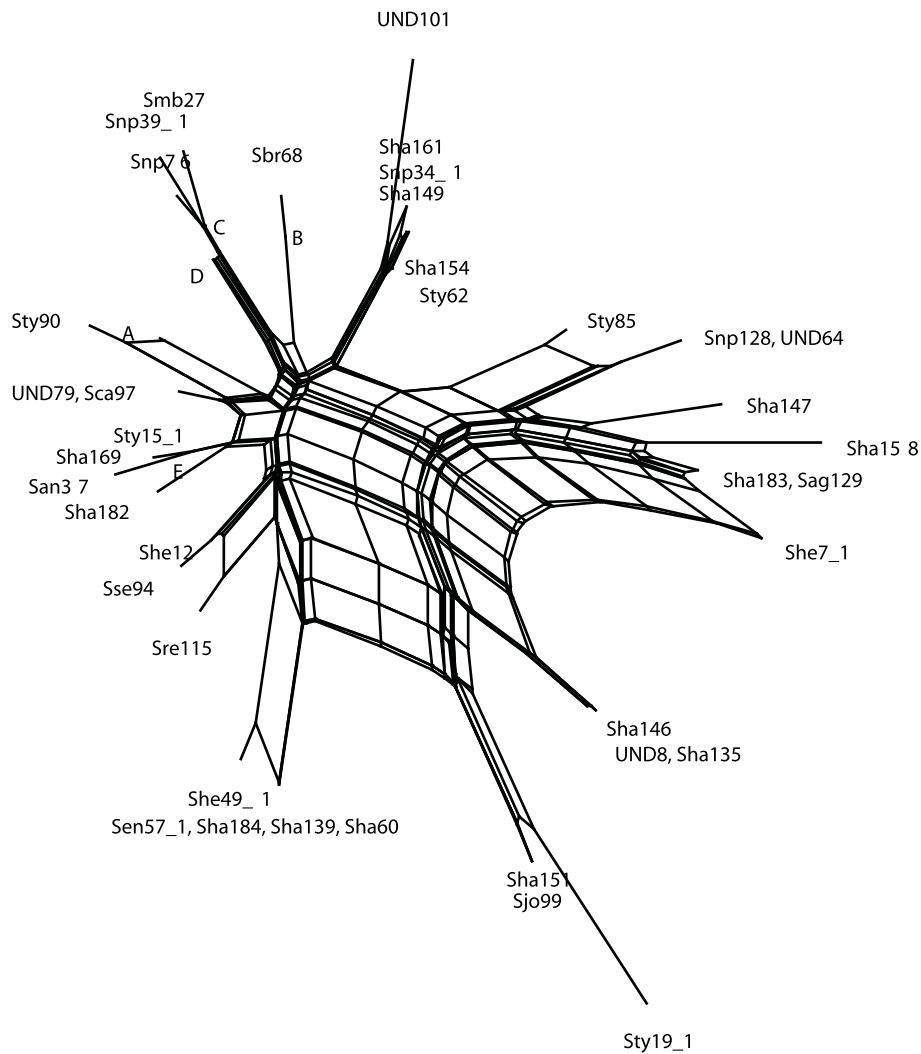 UND101
Smb27
Snp39_ 1
Snp7 6
Sbr68
Sha161
Snp34_ 1
Sha149
C
B
D
Sha154
Sty62
Sty90
A
Sty85
Snp128, UND64
UND79, Sca97
Sha147
Sty15_1
Sha15 8
Sha169
E
San3 7
Sha183, Sag129
Sha182
She12
She7_1
Sse94
Sre115
Sha146
UND8, Sha135
She49_ 1
Sen57_1, Sha184, Sha139, Sha60
Sha151
Sjo99
Sty19_1